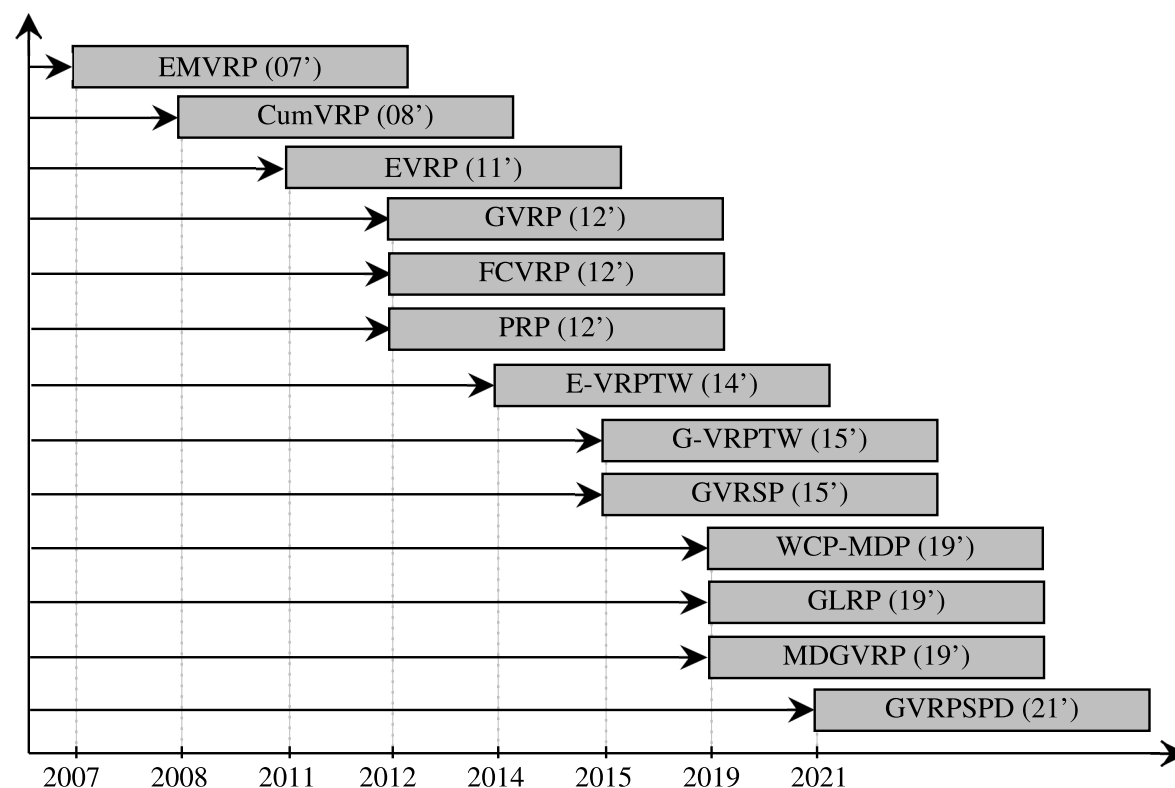 EMVRP (07’)
CumVRP (08’)
EVRP (11’)
GVRP (12’)
FCVRP (12’)
PRP (12’)
E-VRPTW (14’)
G-VRPTW (15’)
GVRSP (15’)
WCP-MDP (19’)
GLRP (19’)
MDGVRP (19’)
GVRPSPD (21’)
2007 2008 2011 2012 2014 2015 2019 2021